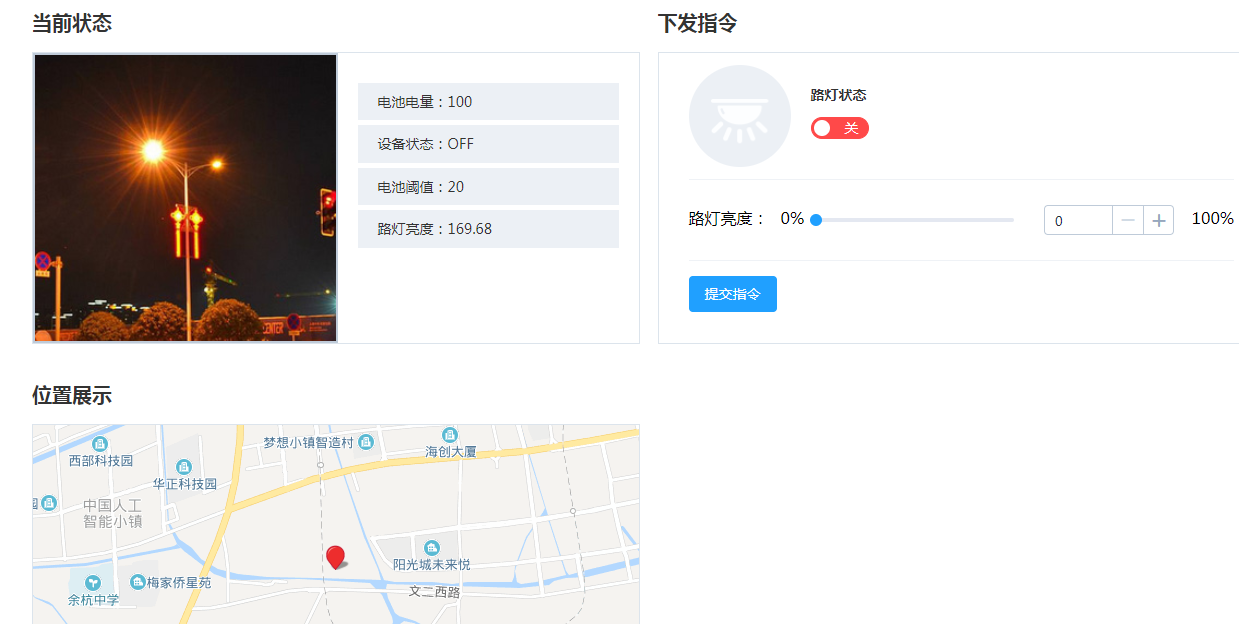 当前状态
电池电量：100
设备状态：OFF
电池阈值：20
路灯亮度：169.68
下发指令
路灯状态
关
路灯亮度： 0% 0 — + 100%
提交指令
位置展示
梦想小镇智造村
海创大厦
西部科技园
华正科技园
园
中国人工
智能小镇
阳光城未来悦
梅家侨星苑
余杭中学
文二西路